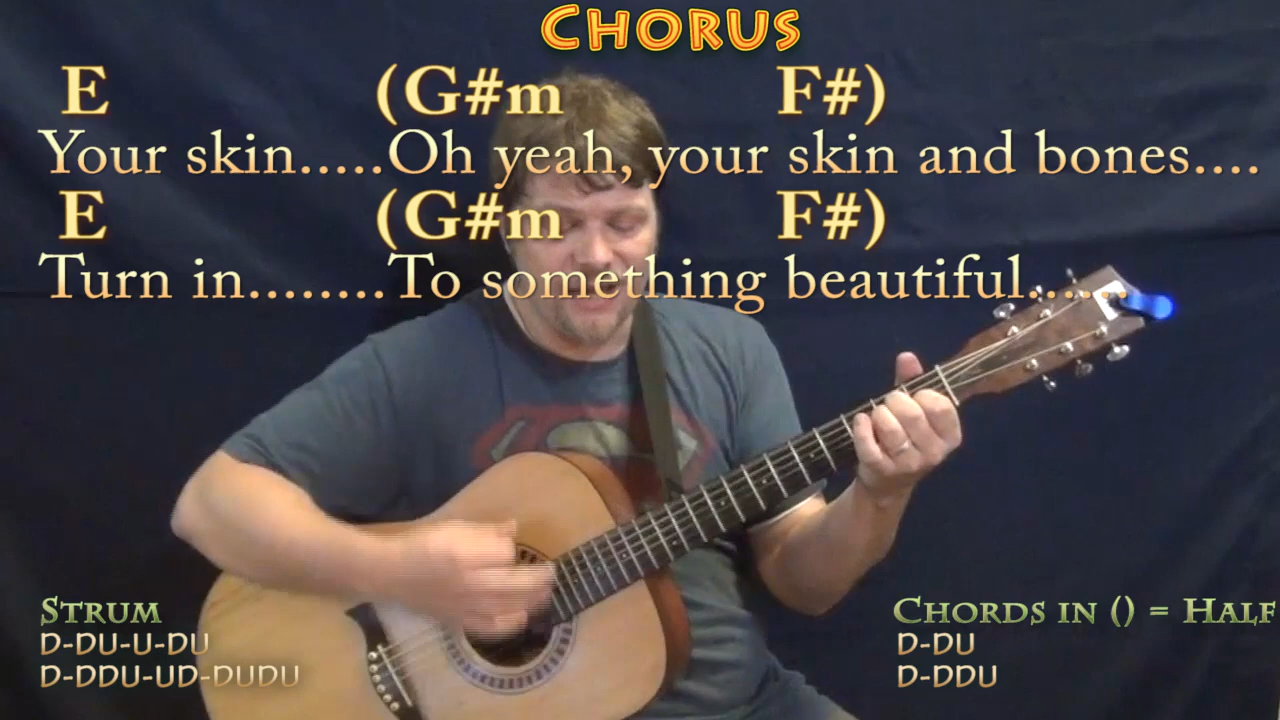 CHORUS
E (G#m F#)
Your skin.....Oh yeah, your skin and bones....
E (G#m F#)
Turn in........To something beautiful......
STRUM
D-DU-U-DU
D-DDU-UD-DUDU
CHORDS IN () = HALF
D-DU
D-DDU